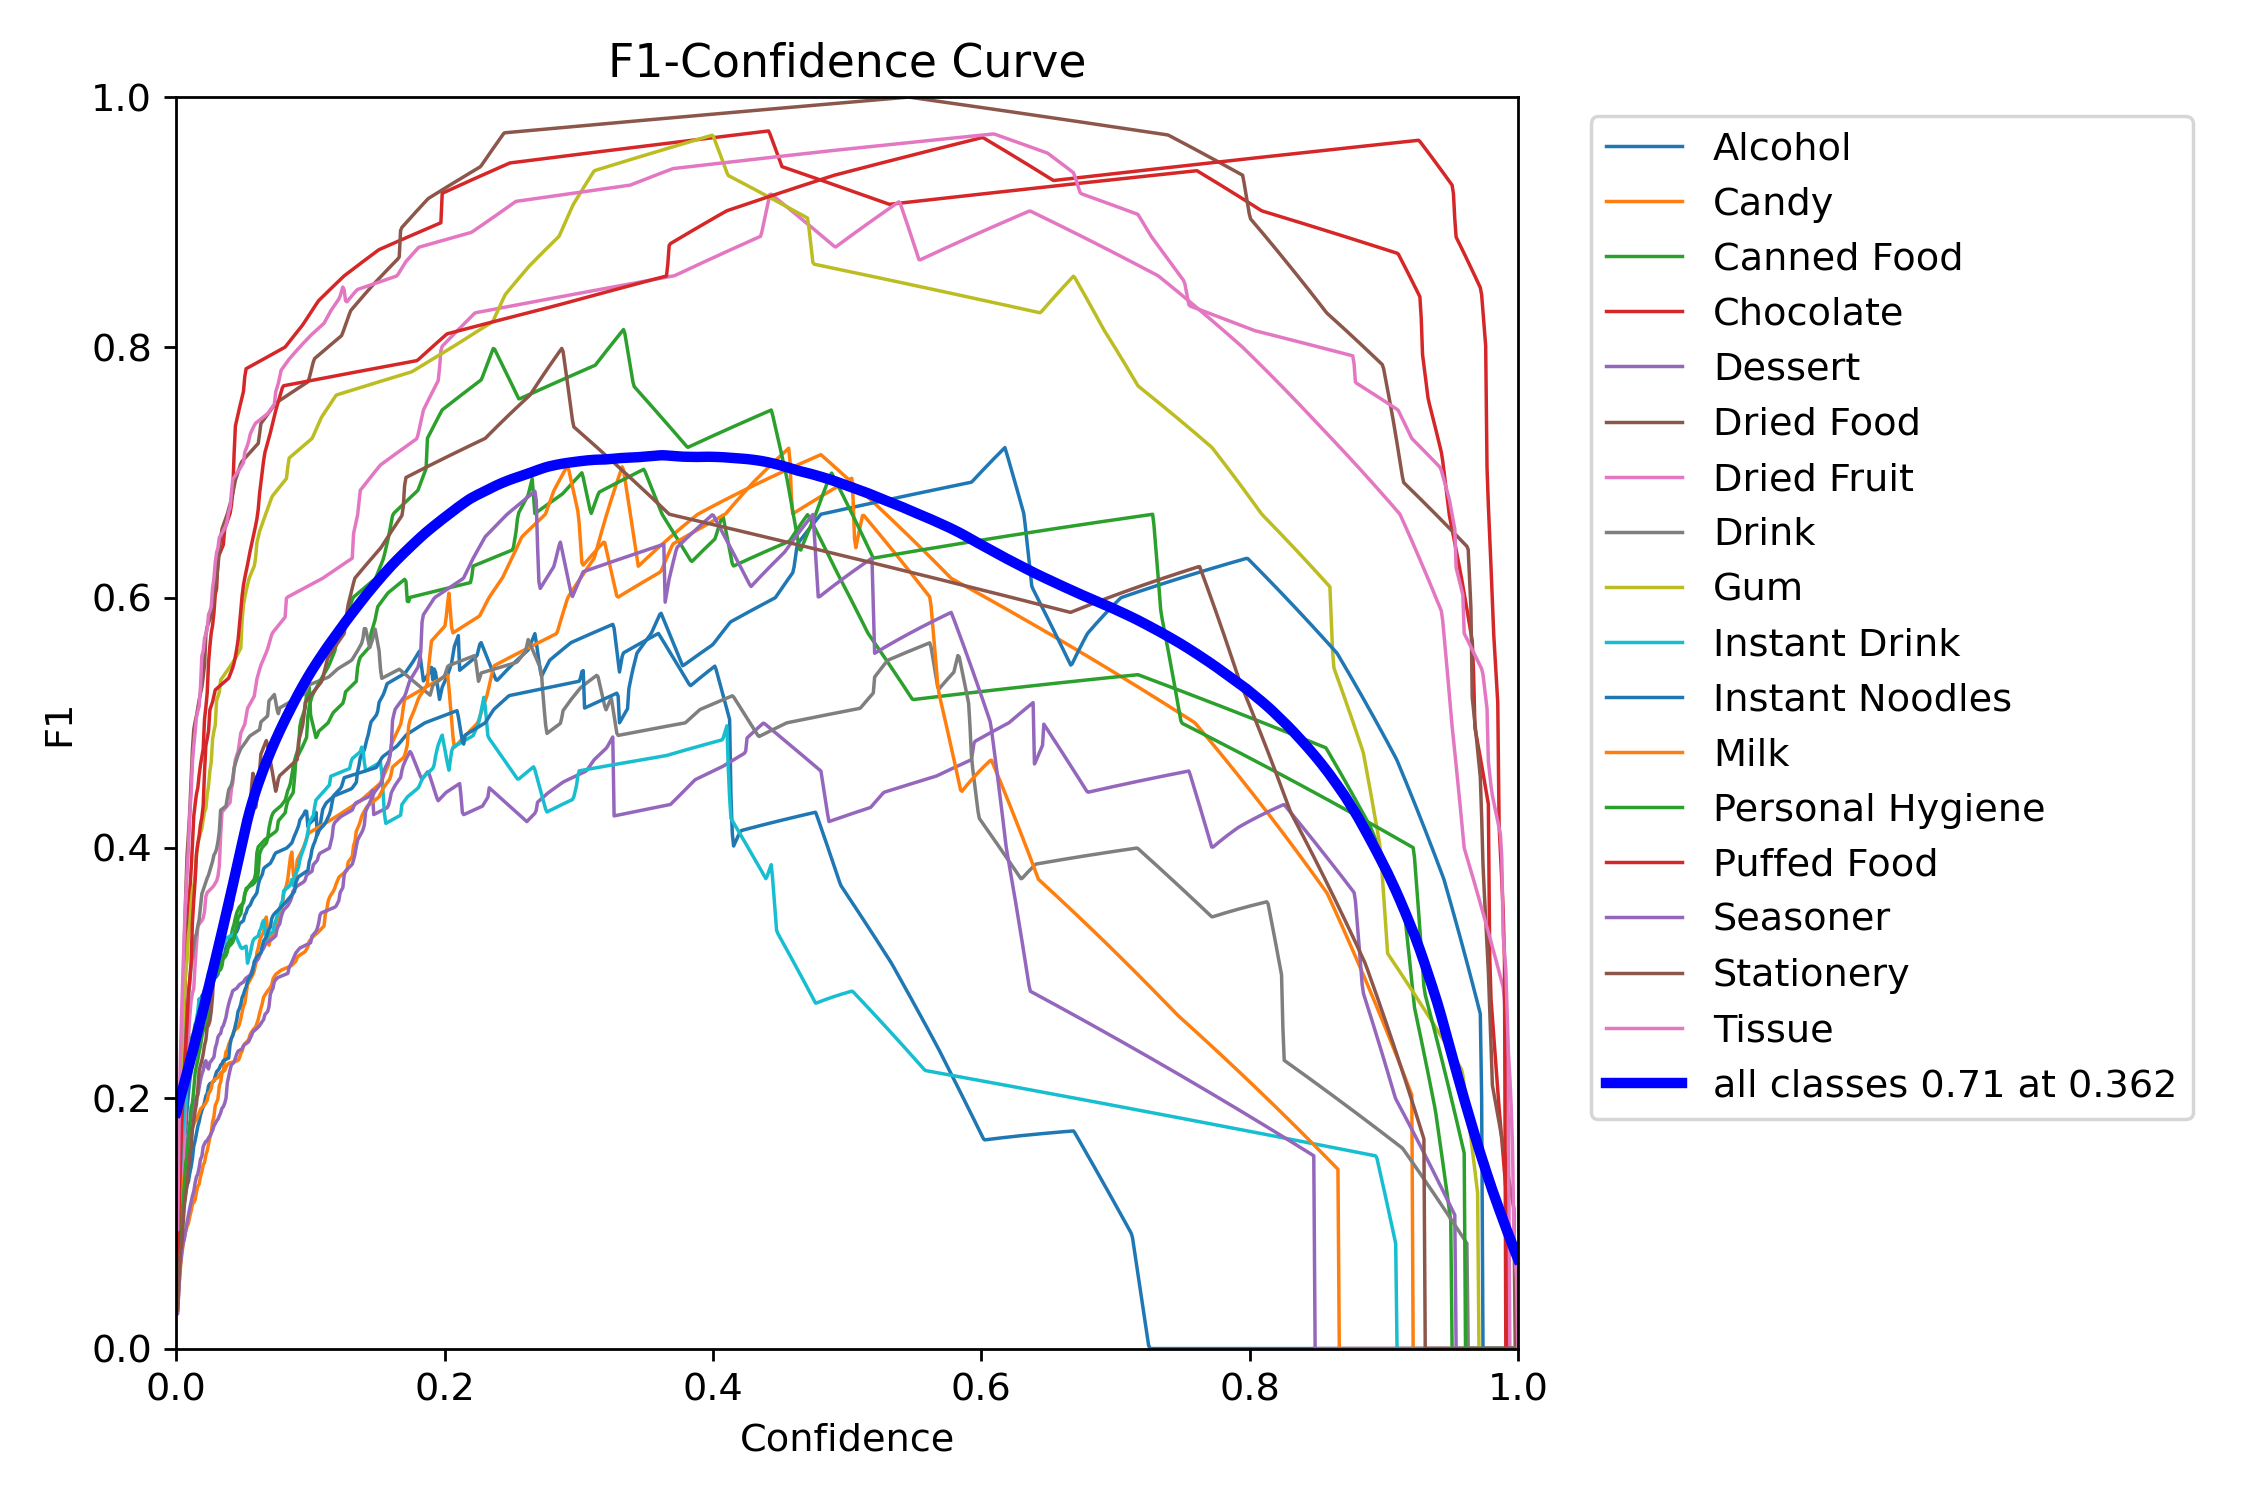 F1-Confidence Curve
1.0
0.8
0.6
0.4
0.2
0.0
F1
0.0 0.2 0.4 0.6 0.8 1.0
Confidence
Alcohol
Candy
Canned Food
Chocolate
Dessert
Dried Food
Dried Fruit
Drink
Gum
Instant Drink
Instant Noodles
Milk
Personal Hygiene
Puffed Food
Seasoner
Stationery
Tissue
all classes 0.71 at 0.362